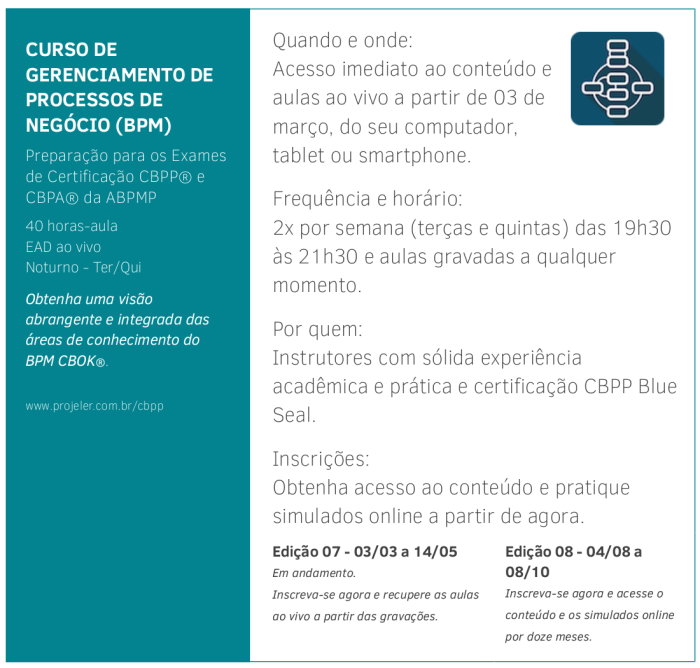 CURSO DE
GERENCIAMENTO DE
PROCESSOS DE
NEGÓCIO (BPM)
Preparação para os Exames
de Certificação CBPP® e
CBPA® da ABPMP
40 horas-aula
EAD ao vivo
Noturno - Ter/Qui
Obtenha uma visão
abrangente e integrada das
áreas de conhecimento do
BPM CBOK®.
www.projeler.com.br/cbpp
Quando e onde:
Acesso imediato ao conteúdo e
aulas ao vivo a partir de 03 de
março, do seu computador,
tablet ou smartphone.
Frequência e horário:
2x por semana (terças e quintas) das 19h30
às 21h30 e aulas gravadas a qualquer
momento.
Por quem:
Instrutores com sólida experiência
acadêmica e prática e certificação CBPP Blue
Seal.
Inscrições:
Obtenha acesso ao conteúdo e pratique
simulados online a partir de agora.
Edição 07 - 03/03 a 14/05
Em andamento.
Inscreva-se agora e recupere as aulas
ao vivo a partir das gravações.
Edição 08 - 04/08 a
08/10
Inscreva-se agora e acesse o
conteúdo e os simulados online
por doze meses.